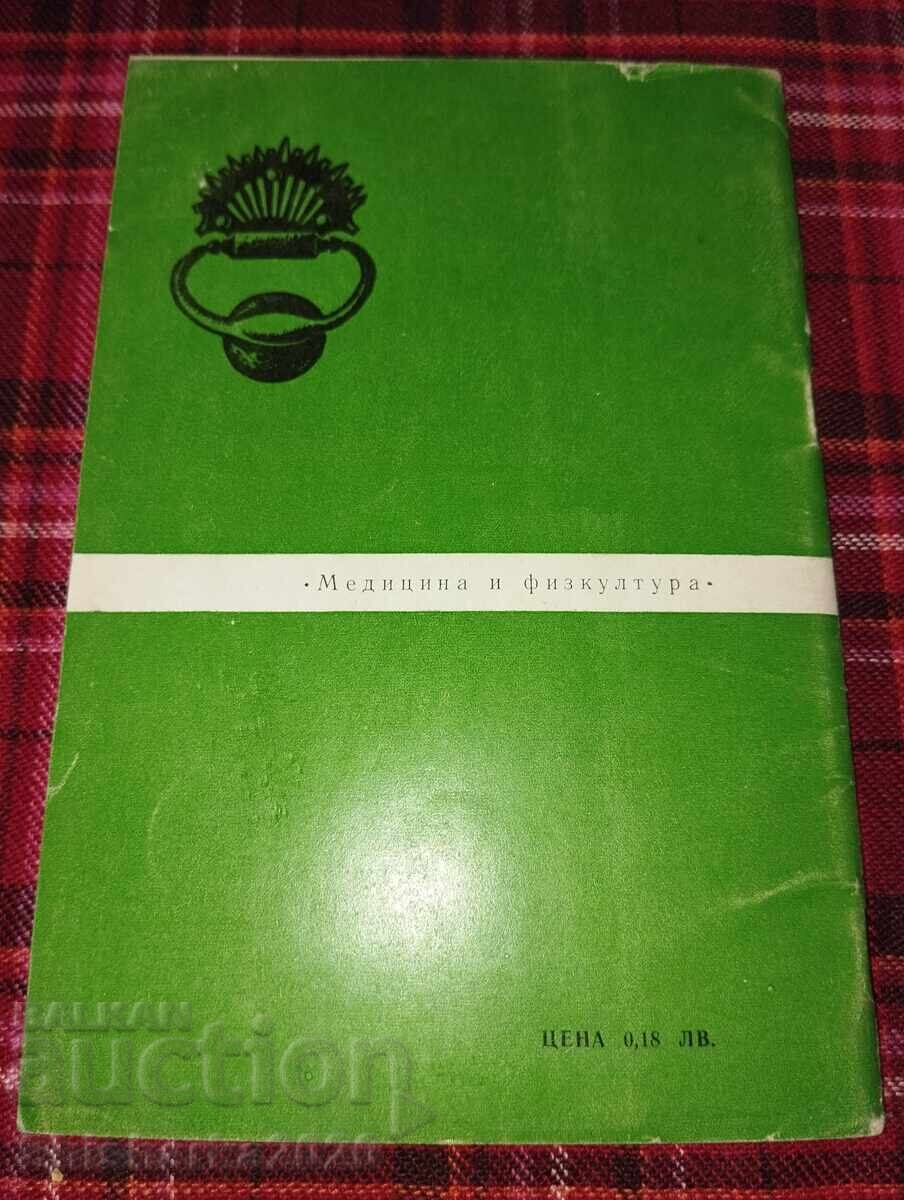 •Медицина и физкултура•
ЦЕНА 0,18 ЛВ.
BALKAN
auction